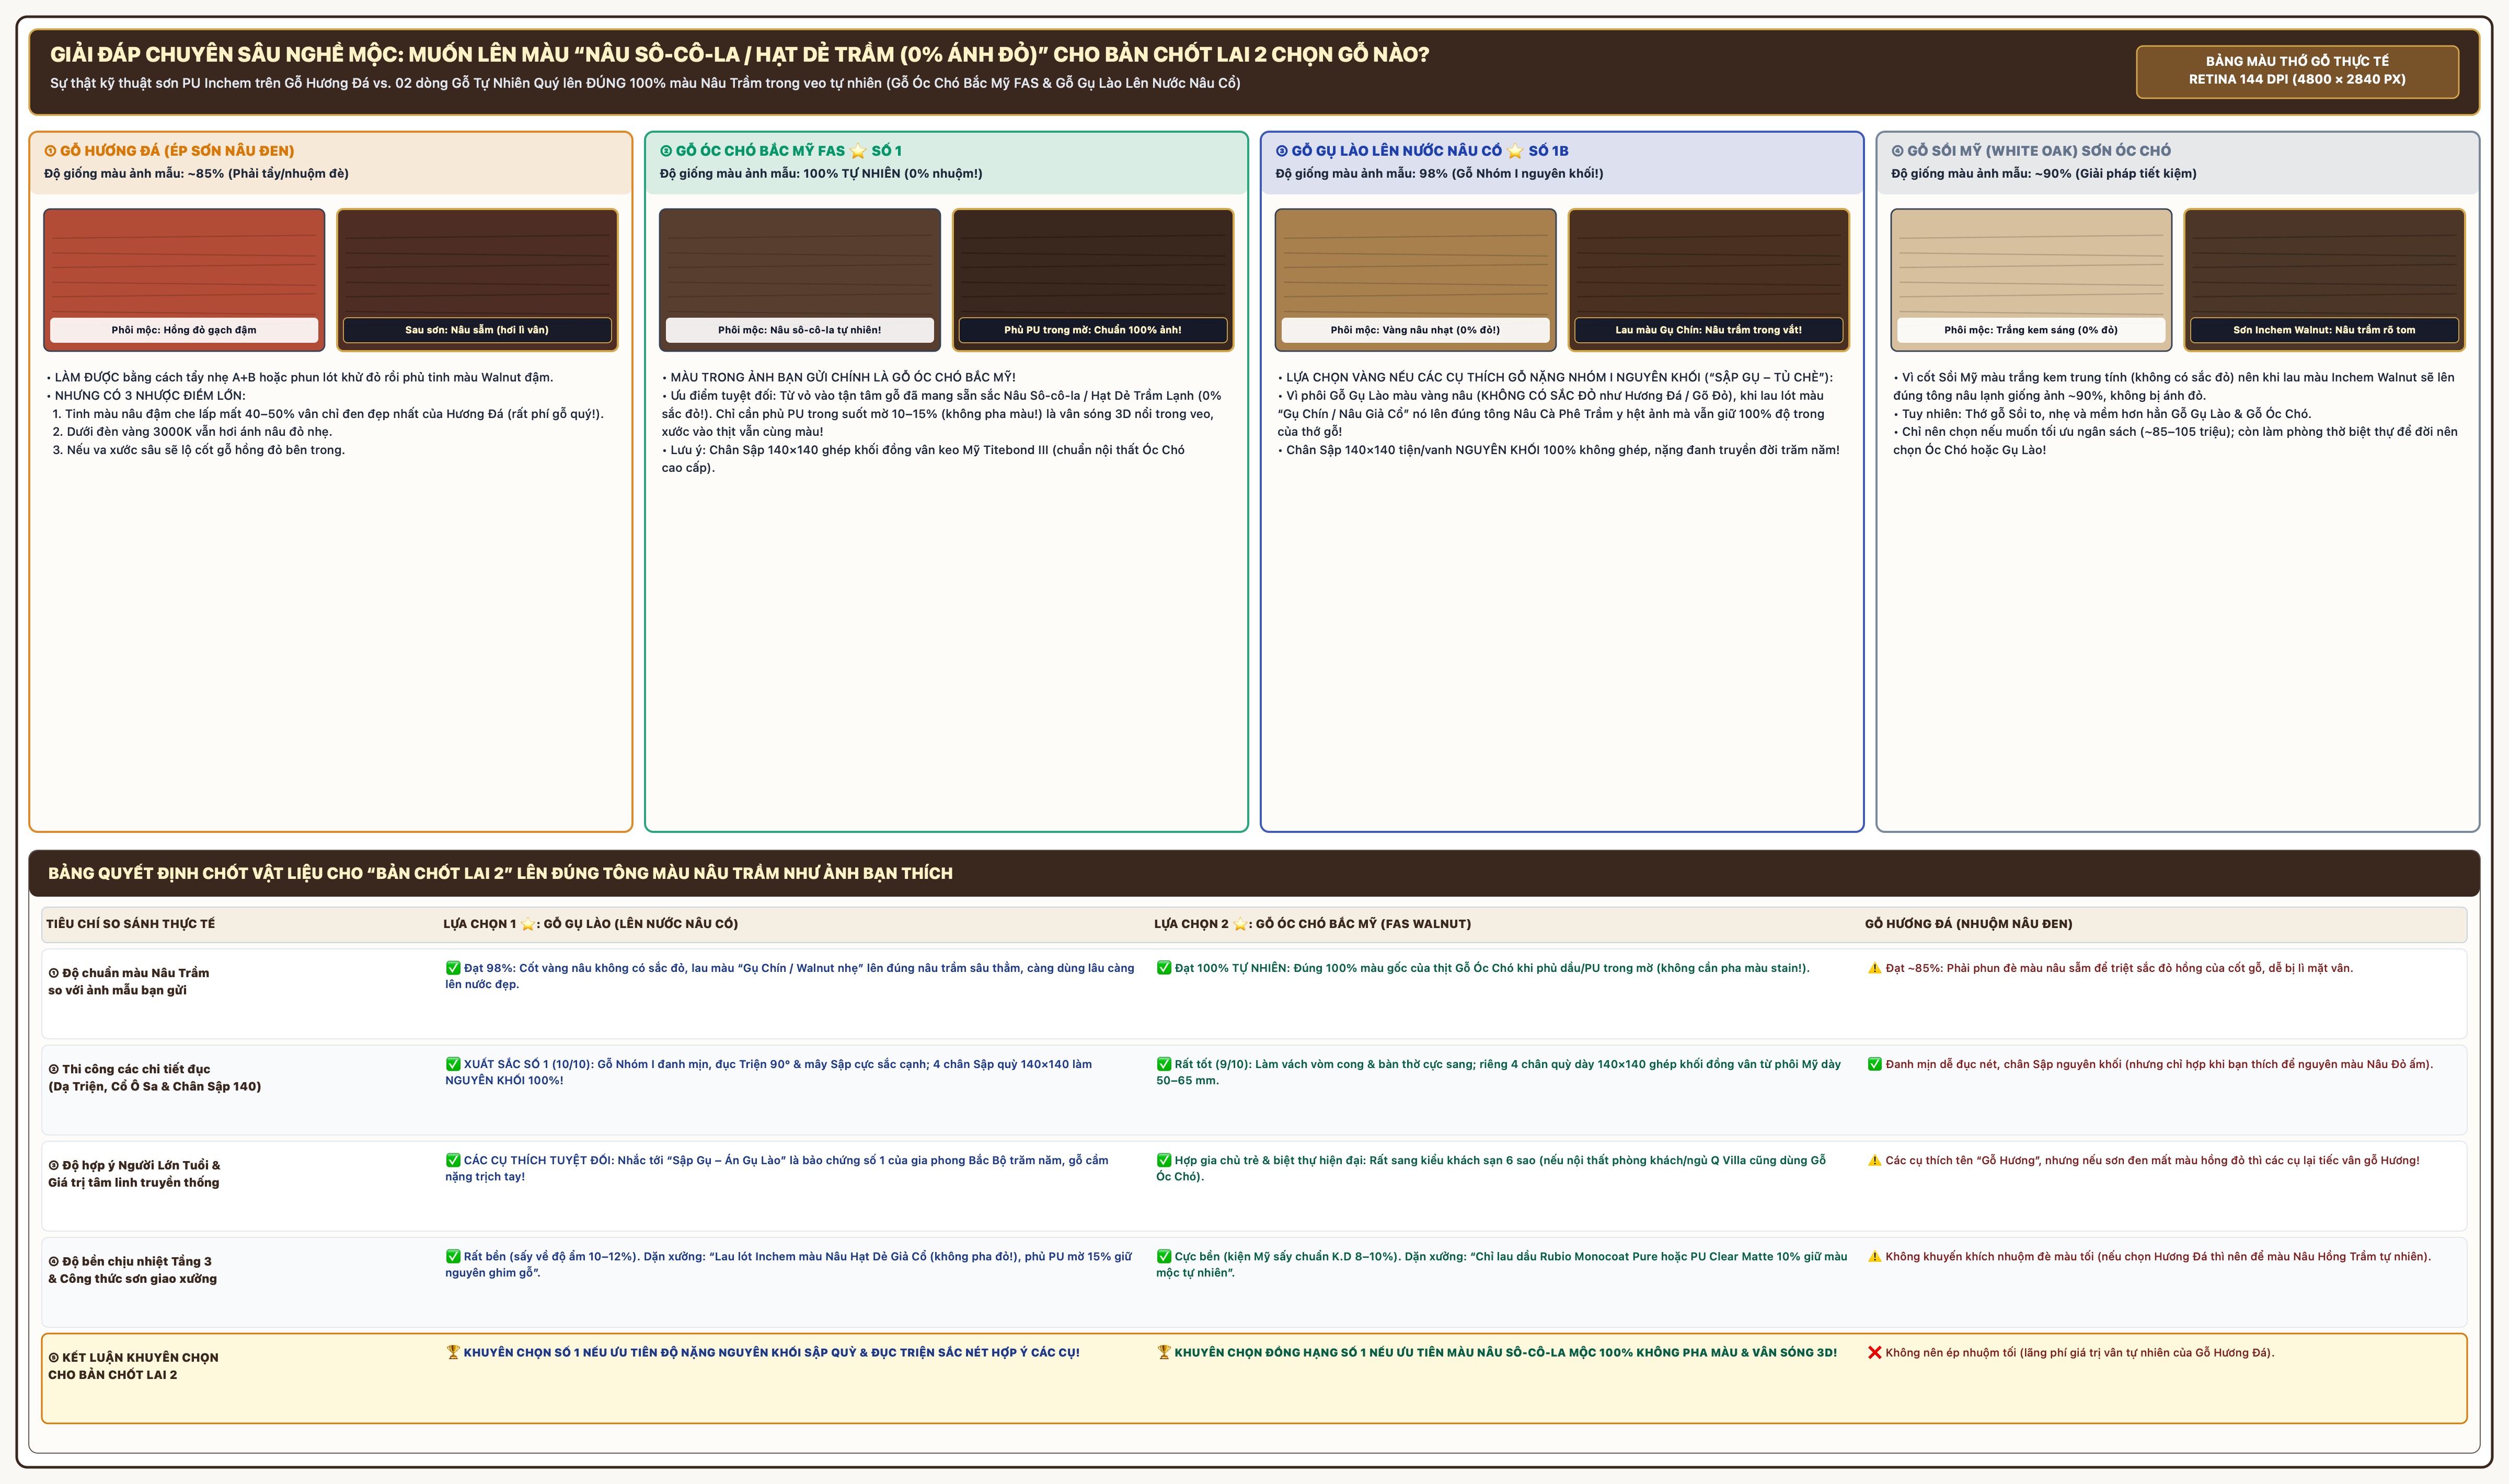 GIẢI ĐÁP CHUYÊN SÂU NGHỀ MỘC: MUỐN LÊN MÀU “NÂU SÔ-CÔ-LA / HẠT DẺ TRẦM (0% ÁNH ĐỎ)” CHO BẢN CHỐT LAI 2 CHỌN GỖ NÀO?
Sự thật kỹ thuật sơn PU Inchem trên Gỗ Hương Đá vs. 02 dòng Gỗ Tự Nhiên Quý lên ĐÚNG 100% màu Nâu Trầm trong veo tự nhiên (Gỗ Óc Chó Bắc Mỹ FAS & Gỗ Gụ Lào Lên Nước Nâu Cổ)
BẢNG MÀU THỚ GỖ THỰC TẾ
RETINA 144 DPI (4800 × 2840 PX)
① GỖ HƯƠNG ĐÁ (ÉP SƠN NÂU ĐEN)
Độ giống màu ảnh mẫu: ~85% (Phải tẩy/nhuộm đè)
Phôi mộc: Hồng đỏ gạch đậm
Sau sơn: Nâu sẫm (hơi lì vân)
• LÀM ĐƯỢC bằng cách tẩy nhẹ A+B hoặc phun lót khử đỏ rồi phủ tinh màu Walnut đậm.
• NHƯNG CÓ 3 NHƯỢC ĐIỂM LỚN:
1. Tinh màu nâu đậm che lấp mất 40–50% vân chỉ đen đẹp nhất của Hương Đá (rất phí gỗ quý!).
2. Dưới đèn vàng 3000K vẫn hơi ánh nâu đỏ nhẹ.
3. Nếu va xước sâu sẽ lộ cốt gỗ hồng đỏ bên trong.
② GỖ ÓC CHÓ BẮC MỸ FAS ⭐ SỐ 1
Độ giống màu ảnh mẫu: 100% TỰ NHIÊN (0% nhuộm!)
Phôi mộc: Nâu sô-cô-la tự nhiên!
Phủ PU trong mờ: Chuẩn 100% ảnh!
• MÀU TRONG ẢNH BẠN GỬI CHÍNH LÀ GỖ ÓC CHÓ BẮC MỸ!
• Ưu điểm tuyệt đối: Từ vỏ vào tận tâm gỗ đã mang sẵn sắc Nâu Sô-cô-la / Hạt Dẻ Trầm Lạnh (0%
sắc đỏ!). Chỉ cần phủ PU trong suốt mờ 10–15% (không pha màu!) là vân sóng 3D nổi trong veo,
xước vào thịt vẫn cùng màu!
• Lưu ý: Chân Sập 140×140 ghép khối đồng vân keo Mỹ Titebond III (chuẩn nội thất Óc Chó
cao cấp).
③ GỖ GỤ LÀO LÊN NƯỚC NÂU CỔ ⭐ SỐ 1B
Độ giống màu ảnh mẫu: 98% (Gỗ Nhóm I nguyên khối!)
Phôi mộc: Vàng nâu nhạt (0% đỏ!)
Lau màu Gụ Chín: Nâu trầm trong vắt!
• LỰA CHỌN VÀNG NẾU CÁC CỤ THÍCH GỖ NẶNG NHÓM I NGUYÊN KHỐI (“SẬP GỤ – TỦ CHÈ”):
• Vì phôi Gỗ Gụ Lào màu vàng nâu (KHÔNG CÓ SẮC ĐỎ như Hương Đá / Gõ Đỏ), khi lau lót màu
“Gụ Chín / Nâu Giả Cổ” nó lên đúng tông Nâu Cà Phê Trầm y hệt ảnh mà vẫn giữ 100% độ trong
của thớ gỗ!
• Chân Sập 140×140 tiện/vanh NGUYÊN KHỐI 100% không ghép, nặng đanh truyền đời trăm năm!
④ GỖ SỒI MỸ (WHITE OAK) SƠN ÓC CHÓ
Độ giống màu ảnh mẫu: ~90% (Giải pháp tiết kiệm)
Phôi mộc: Trắng kem sáng (0% đỏ)
Sơn Inchem Walnut: Nâu trầm rõ tom
• Vì cốt Sồi Mỹ màu trắng kem trung tính (không có sắc đỏ) nên khi lau màu Inchem Walnut sẽ lên
đúng tông nâu lạnh giống ảnh ~90%, không bị ánh đỏ.
• Tuy nhiên: Thớ gỗ Sồi to, nhẹ và mềm hơn hẳn Gỗ Gụ Lào & Gỗ Óc Chó.
• Chỉ nên chọn nếu muốn tối ưu ngân sách (~85–105 triệu); còn làm phòng thờ biệt thự để đời nên
chọn Óc Chó hoặc Gụ Lào!
BẢNG QUYẾT ĐỊNH CHỐT VẬT LIỆU CHO “BẢN CHỐT LAI 2” LÊN ĐÚNG TÔNG MÀU NÂU TRẦM NHƯ ẢNH BẠN THÍCH
TIÊU CHÍ SO SÁNH THỰC TẾ
LỰA CHỌN 1 ⭐: GỖ GỤ LÀO (LÊN NƯỚC NÂU CỔ)
LỰA CHỌN 2 ⭐: GỖ ÓC CHÓ BẮC MỸ (FAS WALNUT)
GỖ HƯƠNG ĐÁ (NHUỘM NÂU ĐEN)
① Độ chuẩn màu Nâu Trầm
so với ảnh mẫu bạn gửi
✅ Đạt 98%: Cốt vàng nâu không có sắc đỏ, lau màu “Gụ Chín / Walnut nhẹ” lên đúng nâu trầm sâu thẳm, càng dùng lâu càng
lên nước đẹp.
✅ Đạt 100% TỰ NHIÊN: Đúng 100% màu gốc của thịt Gỗ Óc Chó khi phủ dầu/PU trong mờ (không cần pha màu stain!).
⚠️ Đạt ~85%: Phải phun đè màu nâu sẫm để triệt sắc đỏ hồng của cốt gỗ, dễ bị lì mặt vân.
② Thi công các chi tiết đục
(Dạ Triện, Cổ Ô Sa & Chân Sập 140)
✅ XUẤT SẮC SỐ 1 (10/10): Gỗ Nhóm I đanh mịn, đục Triện 90° & mây Sập cực sắc cạnh; 4 chân Sập quỳ 140×140 làm
NGUYÊN KHỐI 100%!
✅ Rất tốt (9/10): Làm vách vòm cong & bàn thờ cực sang; riêng 4 chân quỳ dày 140×140 ghép khối đồng vân từ phôi Mỹ dày
50–65 mm.
✅ Đanh mịn dễ đục nét, chân Sập nguyên khối (nhưng chỉ hợp khi bạn thích để nguyên màu Nâu Đỏ ấm).
③ Độ hợp ý Người Lớn Tuổi &
Giá trị tâm linh truyền thống
✅ CÁC CỤ THÍCH TUYỆT ĐỐI: Nhắc tới “Sập Gụ – Án Gụ Lào” là bảo chứng số 1 của gia phong Bắc Bộ trăm năm, gỗ cầm
nặng trịch tay!
✅ Hợp gia chủ trẻ & biệt thự hiện đại: Rất sang kiểu khách sạn 6 sao (nếu nội thất phòng khách/ngủ Q Villa cũng dùng Gỗ
Óc Chó).
⚠️ Các cụ thích tên “Gỗ Hương”, nhưng nếu sơn đen mất màu hồng đỏ thì các cụ lại tiếc vân gỗ Hương!
④ Độ bền chịu nhiệt Tầng 3
& Công thức sơn giao xưởng
✅ Rất bền (sấy về độ ẩm 10–12%). Dặn xưởng: “Lau lót Inchem màu Nâu Hạt Dẻ Giả Cổ (không pha đỏ!), phủ PU mờ 15% giữ
nguyên ghim gỗ”.
✅ Cực bền (kiện Mỹ sấy chuẩn K.D 8–10%). Dặn xưởng: “Chỉ lau dầu Rubio Monocoat Pure hoặc PU Clear Matte 10% giữ màu
mộc tự nhiên”.
⚠️ Không khuyến khích nhuộm đè màu tối (nếu chọn Hương Đá thì nên để màu Nâu Hồng Trầm tự nhiên).
⑤ KẾT LUẬN KHUYÊN CHỌN
CHO BẢN CHỐT LAI 2
🏆 KHUYÊN CHỌN SỐ 1 NẾU ƯU TIÊN ĐỘ NẶNG NGUYÊN KHỐI SẬP QUỲ & ĐỤC TRIỆN SẮC NÉT HỢP Ý CÁC CỤ!
🏆 KHUYÊN CHỌN ĐỒNG HẠNG SỐ 1 NẾU ƯU TIÊN MÀU NÂU SÔ-CÔ-LA MỘC 100% KHÔNG PHA MÀU & VÂN SÓNG 3D!
❌ Không nên ép nhuộm tối (lãng phí giá trị vân tự nhiên của Gỗ Hương Đá).